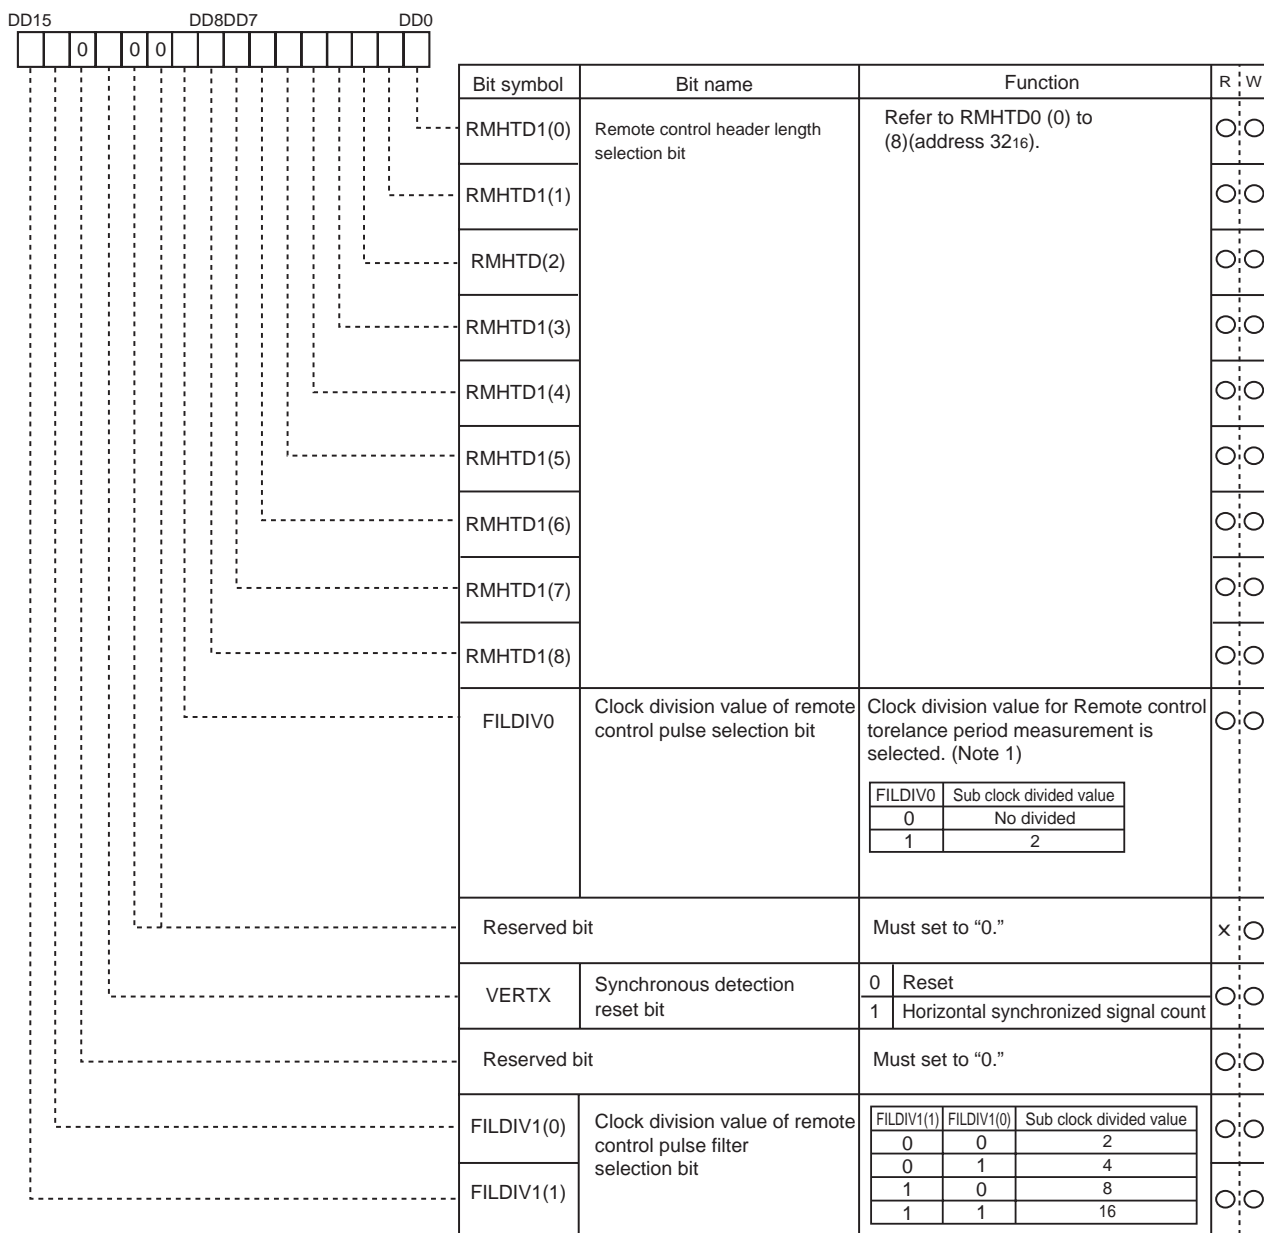 DD15 DD8DD7 DD0
0 0 0
Bit symbol Bit name Function R W
RMHTD1(0) Remote control header length Refer to RMHTD0 (0) to
selection bit (8)(address 3216).
RMHTD1(1)
RMHTD(2)
RMHTD1(3)
RMHTD1(4)
RMHTD1(5)
RMHTD1(6)
RMHTD1(7)
RMHTD1(8)
FILDIV0 Clock division value of remote Clock division value for Remote control
control pulse selection bit torelance period measurement is
selected. (Note 1)
FILDIV0 Sub clock divided value
0 No divided
1 2
Reserved bit Must set to “0.” x
VERTX Synchronous detection 0 Reset
reset bit 1 Horizontal synchronized signal count
Reserved bit Must set to “0.”
FILDIV1(0) Clock division value of remote FILDIV1(1) FILDIV1(0) Sub clock divided value
control pulse filter 0 0 2
selection bit 0 1 4
FILDIV1(1) 1 0 8
1 1 16